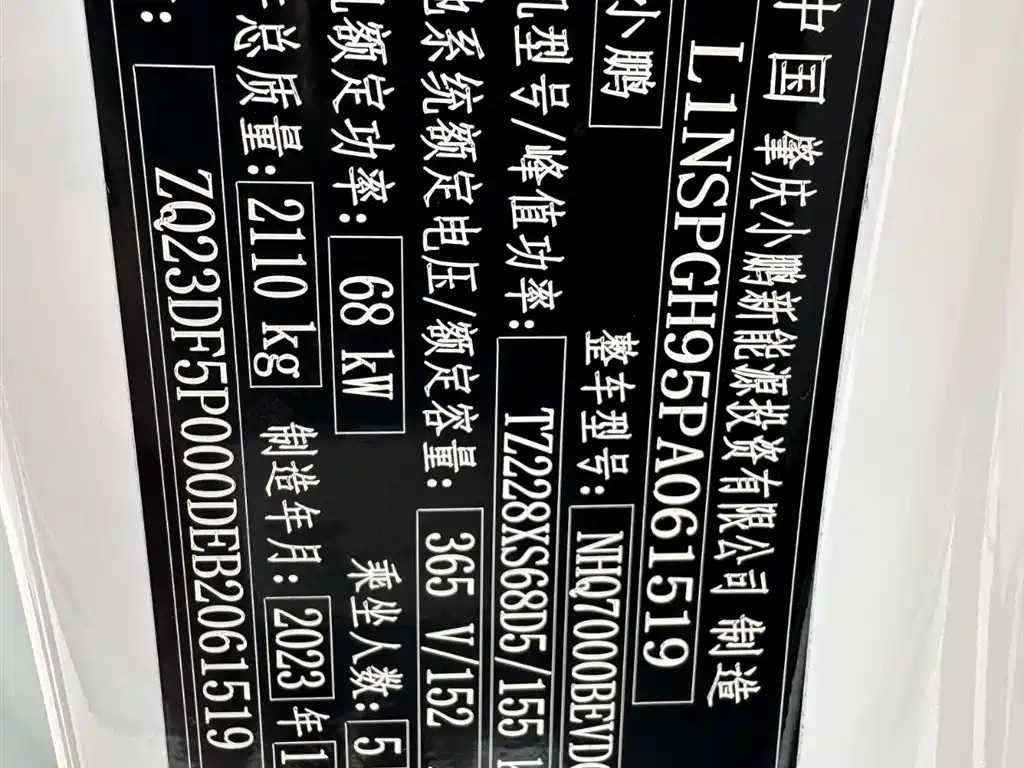 中国 肇庆小鹏新能源投资有限公司 制造
L1NSPGH95PA061519
小鹏 整车型号: NHQ7000BEVD
机型号/峰值功率: TZ228XS68D5/155
系统额定电压/额定容量: 365 V/152
额定功率: 68 kW 乘坐人数: 5
总质量: 2110 kg 制造年月: 2023 年 1
: ZQ23DF5P000DEB2061519